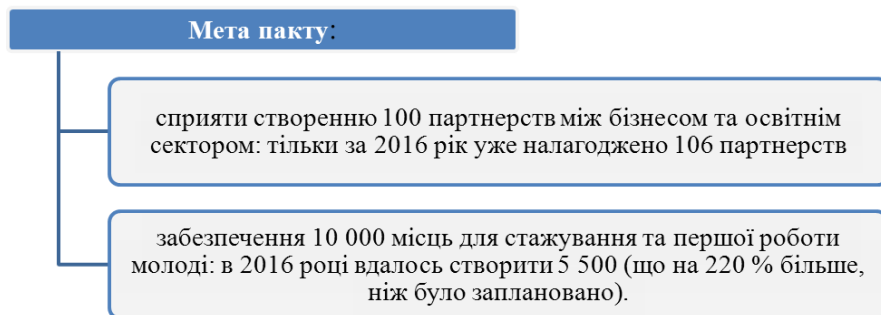 Мета пакту:
сприяти створенню 100 партнерств між бізнесом та освітнім
сектором: тільки за 2016 рік уже налагоджено 106 партнерств
забезпечення 10 000 місць для стажування та першої роботи
молоді: в 2016 році вдалось створити 5 500 (що на 220 % більше,
ніж було заплановано).